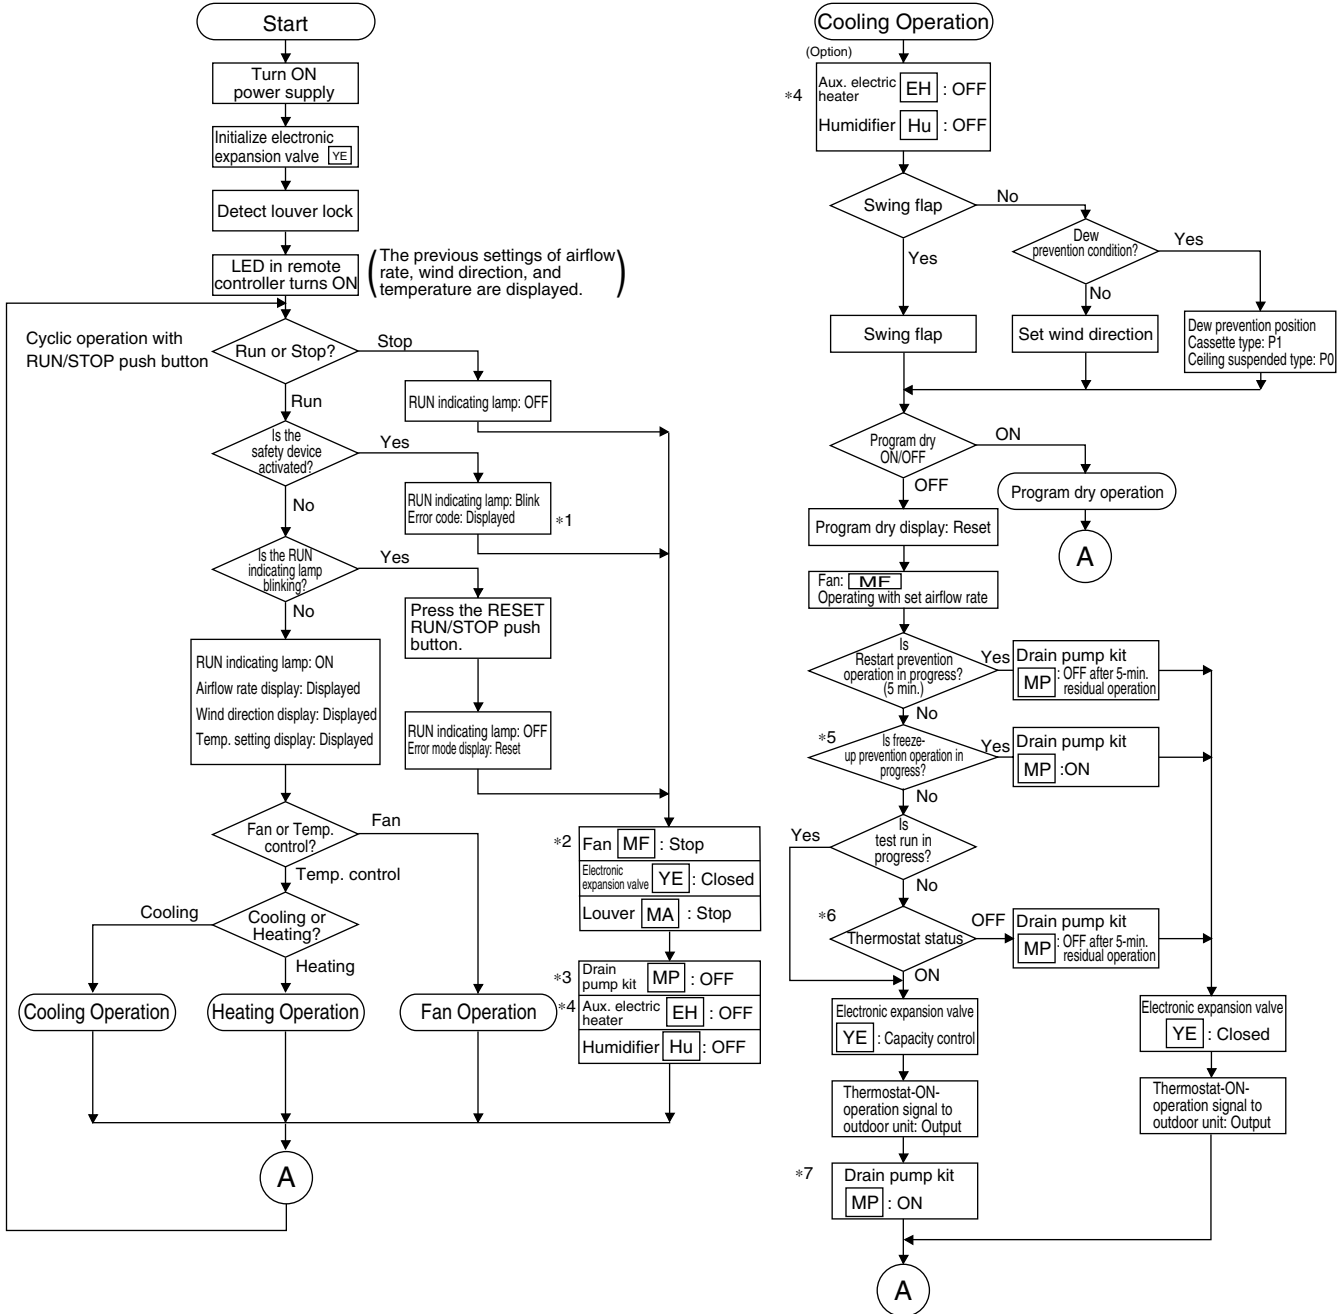 Start
Turn ON
power supply
Initialize electronic
expansion valve YE
Detect louver lock
LED in remote
controller turns ON
(The previous settings of airflow
rate, wind direction, and
temperature are displayed.)
Cyclic operation with
RUN/STOP push button
Run or Stop?
Stop
RUN indicating lamp: OFF
Run
Is the
safety device
activated?
Yes
RUN indicating lamp: Blink
Error code: Displayed
*1
No
Is the RUN
indicating lamp
blinking?
Yes
Press the RESET
RUN/STOP push
button.
No
RUN indicating lamp: ON
Airflow rate display: Displayed
Wind direction display: Displayed
Temp. setting display: Displayed
RUN indicating lamp: OFF
Error mode display: Reset
Fan or Temp.
control?
Fan
Temp. control
*2 Fan MF : Stop
Electronic
expansion valve YE : Closed
Louver MA : Stop
Cooling
Cooling or
Heating?
Heating
*3 Drain
pump kit MP : OFF
*4 Aux. electric
heater EH : OFF
Humidifier Hu : OFF
Cooling Operation
Heating Operation
Fan Operation
A
Cooling Operation
(Option)
*4
Aux. electric
heater EH : OFF
Humidifier Hu : OFF
Swing flap
No
Dew
prevention condition?
Yes
Yes
No
Swing flap
Set wind direction
Dew prevention position
Cassette type: P1
Ceiling suspended type: P0
Program dry
ON/OFF
ON
OFF
Program dry operation
A
Program dry display: Reset
Fan: MF
Operating with set airflow rate
Is
Restart prevention
operation in progress?
(5 min.)
Yes
Drain pump kit
MP : OFF after 5-min.
residual operation
No
*5
Is freeze-
up prevention operation in
progress?
Yes
Drain pump kit
MP :ON
No
Yes
Is
test run in
progress?
No
*6
Thermostat status
OFF
Drain pump kit
MP : OFF after 5-min.
residual operation
ON
Electronic expansion valve
YE : Capacity control
Electronic expansion valve
YE : Closed
Thermostat-ON-
operation signal to
outdoor unit: Output
Thermostat-ON-
operation signal to
outdoor unit: Output
*7
Drain pump kit
MP : ON
A